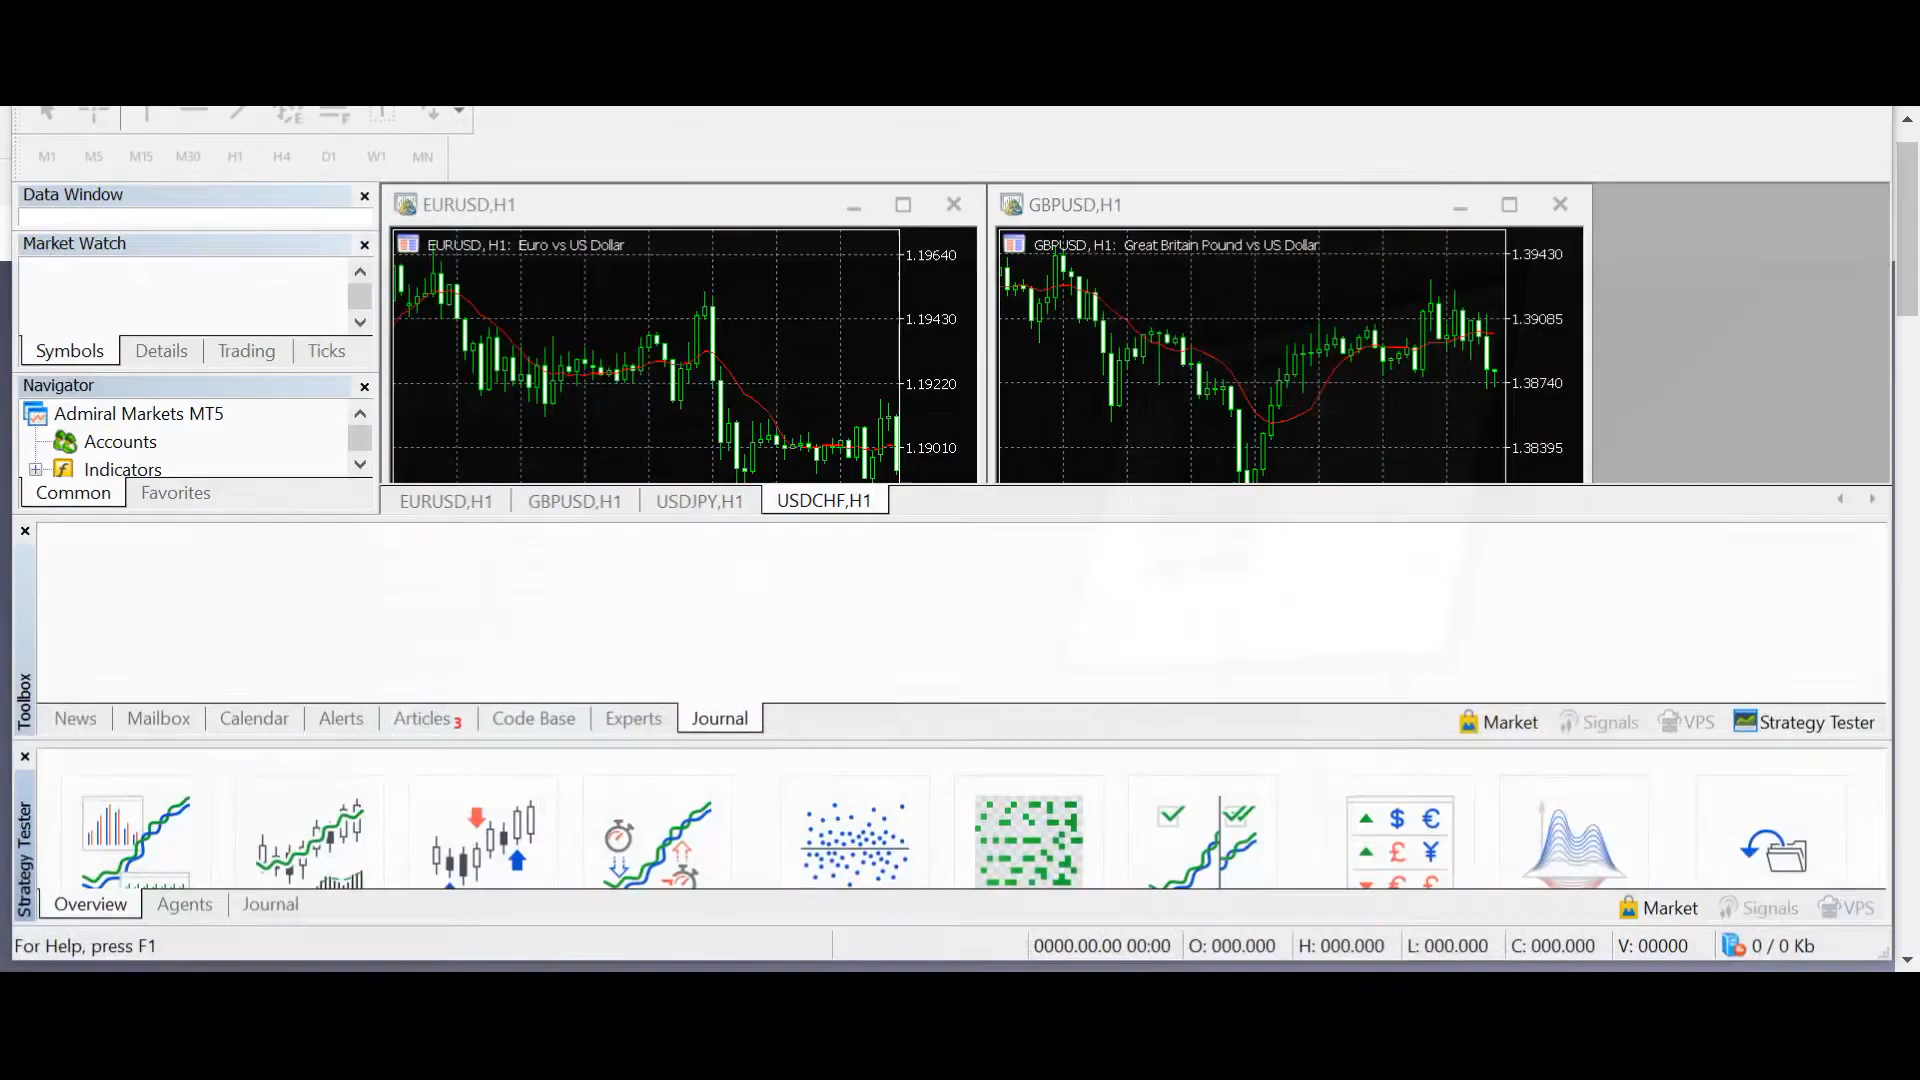 M1 M5 M15 M30 H1 H4 D1 W1 MN
Data Window
Market Watch
Symbols Details Trading Ticks
Navigator
Admiral Markets MT5
Accounts
Indicators
Common Favorites
EURUSD,H1
EURUSD, H1: Euro vs US Dollar
1.19640
1.19430
1.19220
1.19010
GBPUSD,H1
GBPUSD, H1: Great Britain Pound vs US Dollar
1.39430
1.39085
1.38740
1.38395
EURUSD,H1 GBPUSD,H1 USDJPY,H1 USDCHF,H1
Toolbox
News Mailbox Calendar Alerts Articles 3 Code Base Experts Journal
Market Signals VPS Strategy Tester
Strategy Tester
$ €
£ ¥
Overview Agents Journal
Market Signals VPS
For Help, press F1
0000.00.00 00:00 O: 000.000 H: 000.000 L: 000.000 C: 000.000 V: 00000 0 / 0 Kb